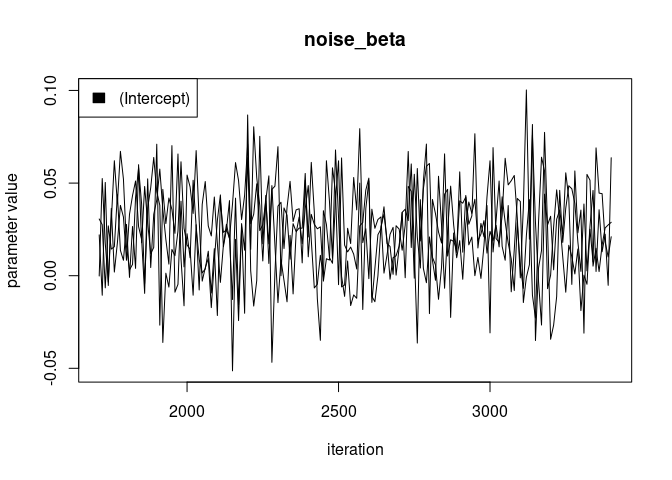 noise_beta
(Intercept)
parameter value
0.10
0.05
0.00
-0.05
2000 2500 3000
iteration